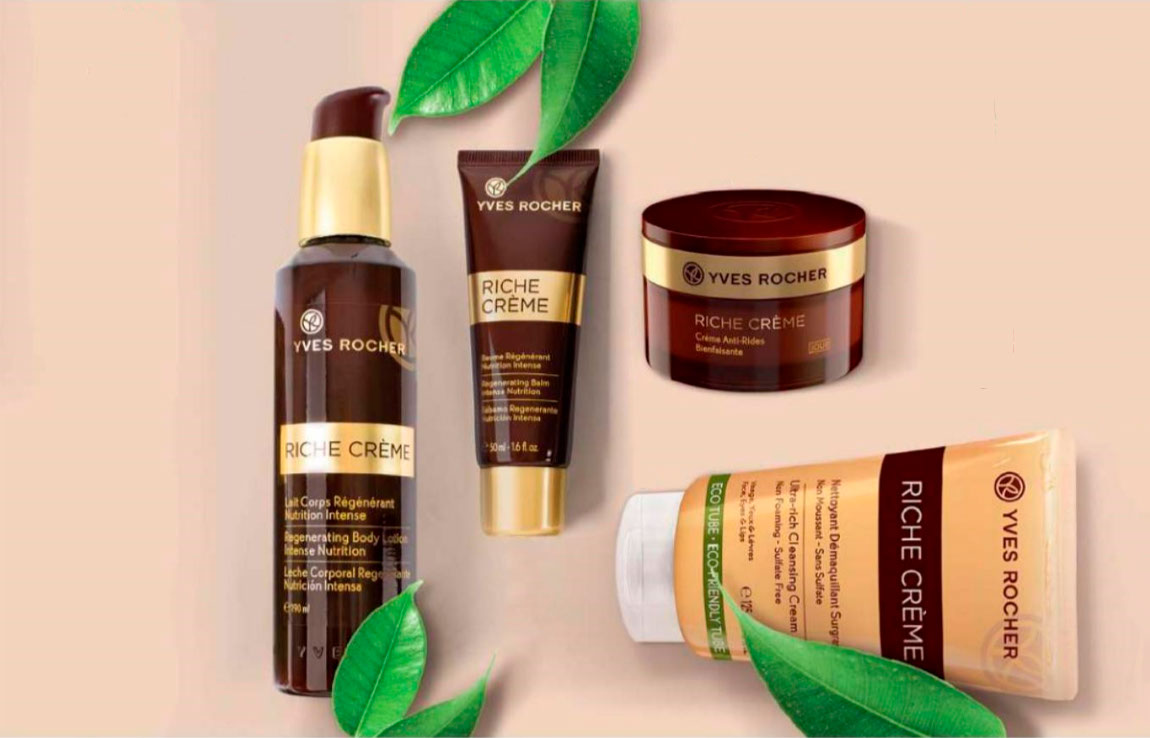 YVES ROCHER
RICHE CRÈME
Lait Corps Régénérant
Nutrition Intense
Regenerating Body Lotion
Intense Nutrition
Leche Corporal
Nutrición Intense
190 ml
YVES ROCHER
RICHE
CRÈME
Baume Régénérant
Nutrition Intense
Regenerating Balm
Intense Nutrition
Bálsamo Regenerante
Nutrición Intense
50 ml - 1.6 fl. oz.
YVES ROCHER
RICHE CRÈME
Crème Anti-Rides
Bienfaisante
JOUR
YVES ROCHER
RICHE CRÈME
Nettoyant Démaquillant
Non Moussant - Sans Sulfate
Ultra-rich Cleansing Cream
Non Foaming - Sulfate Free
Visage, Yeux & Lèvres
Face, Eyes & Lips
ECO TUBE • ECO-FRIENDLY TUBE